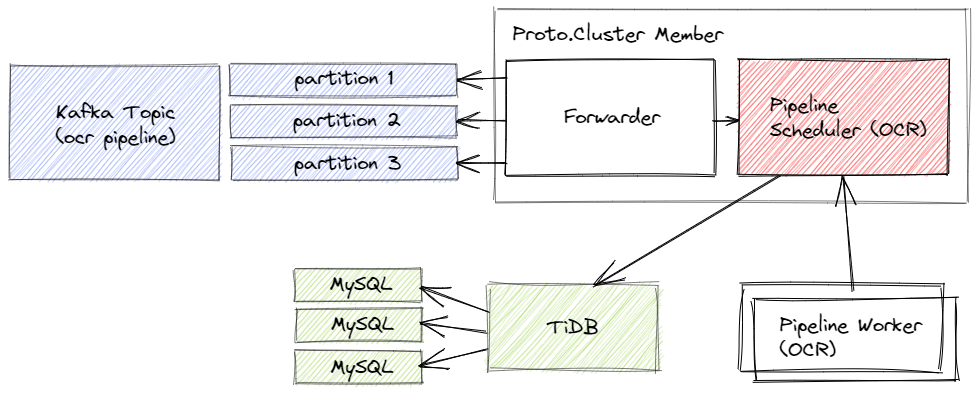 Proto.Cluster Member
Kafka Topic
(ocr pipeline)
partition 1
partition 2
partition 3
Forwarder
Pipeline
Scheduler (OCR)
MySQL
MySQL
MySQL
TiDB
Pipeline Worker
(OCR)